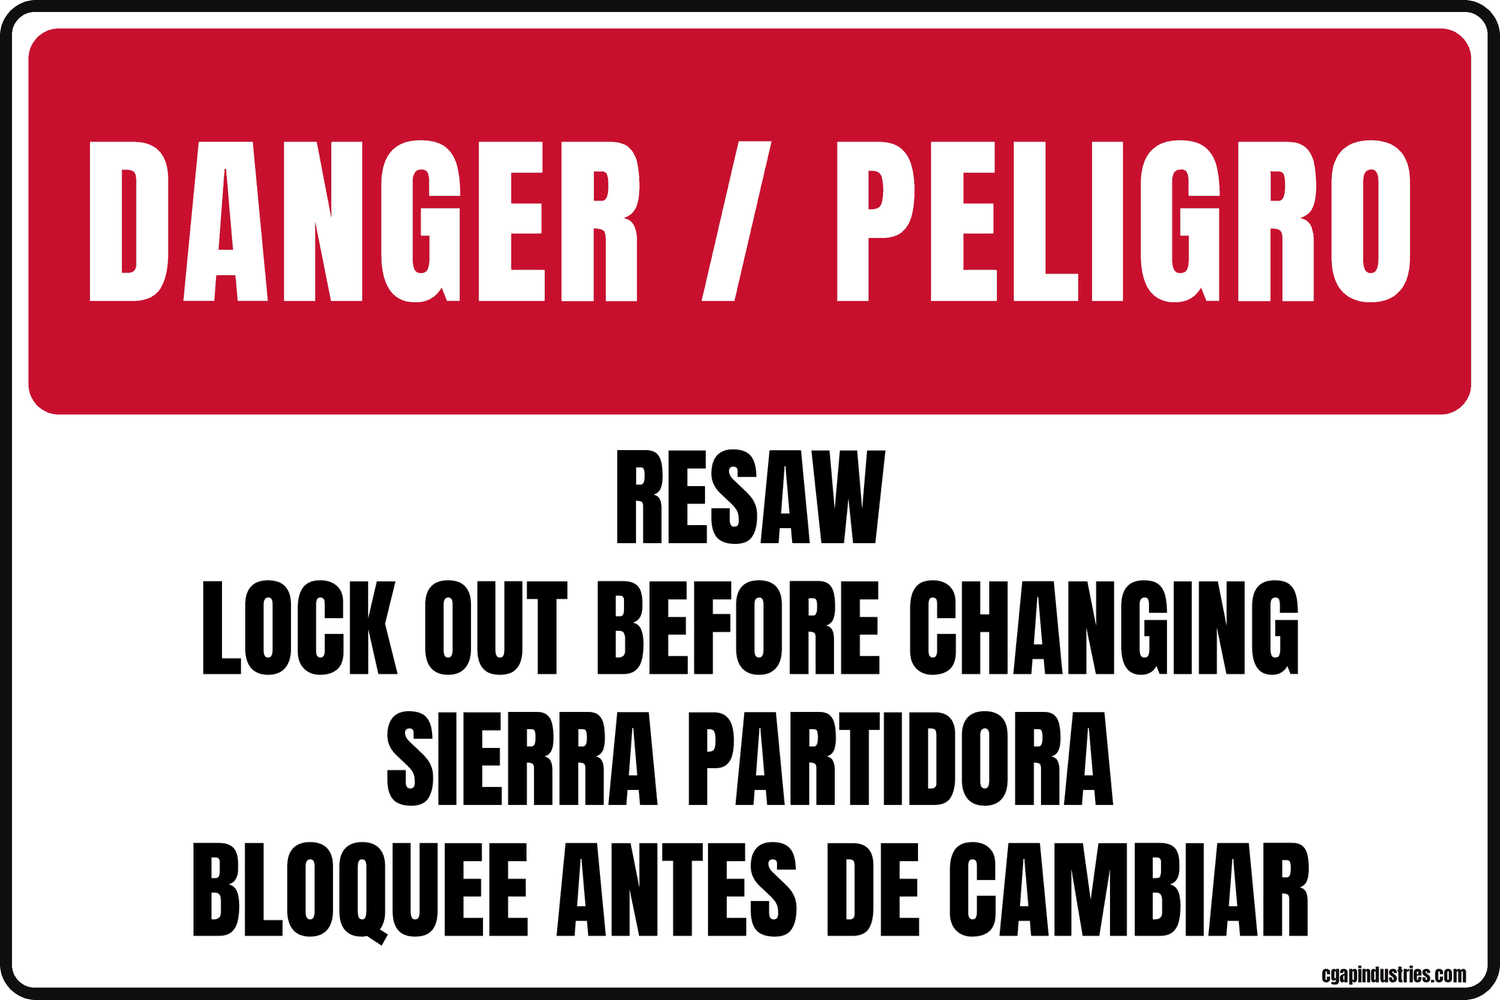 DANGER / PELIGRO
RESAW
LOCK OUT BEFORE CHANGING
SIERRA PARTIDORA
BLOQUEE ANTES DE CAMBIAR
cgapindustries.com